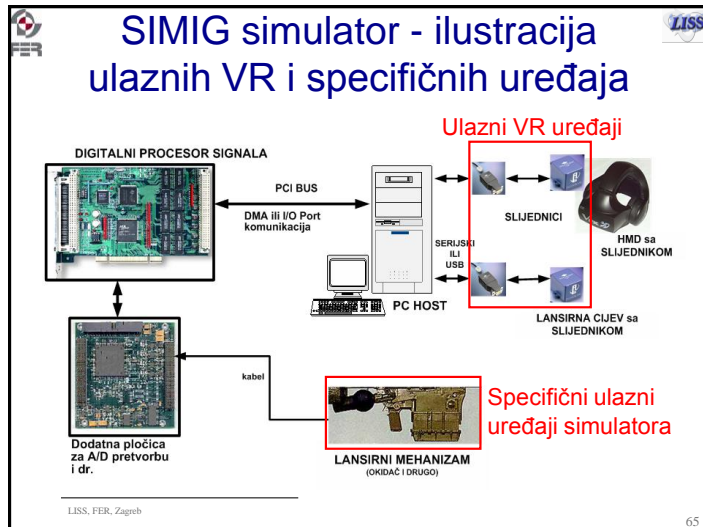 FER
LISS
SIMIG simulator - ilustracija
ulaznih VR i specifičnih uređaja
Ulazni VR uređaji
DIGITALNI PROCESOR SIGNALA
PCI BUS
DMA ili I/O Port
komunikacija
SLIJEDNICI
HMD sa
SLIJEDNIKOM
SERIJSKI
ILI
USB
PC HOST
LANSIRNA CIJEV sa
SLIJEDNIKOM
kabel
Specifični ulazni
uređaji simulatora
Dodatna pločica
za A/D pretvorbu
i dr.
LANSIRNI MEHANIZAM
(OKIDAČ I DRUGO)
LISS, FER, Zagreb
65